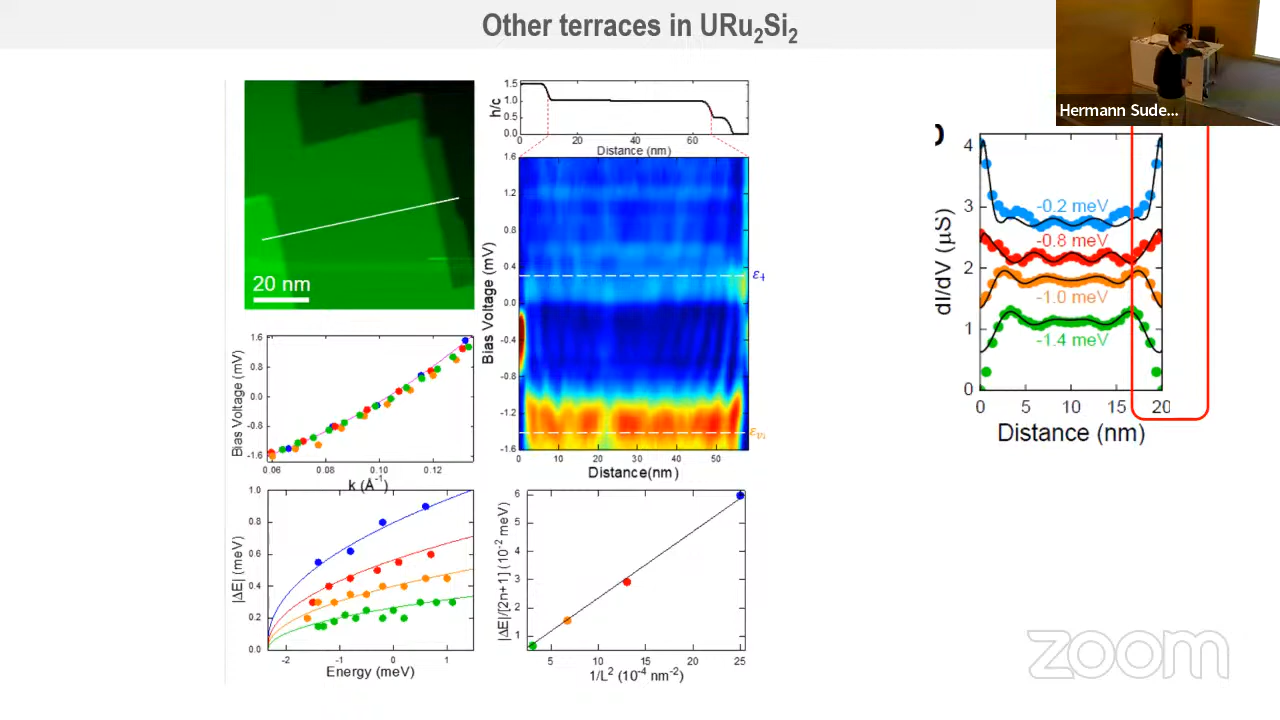 Other terraces in URu2Si2
Hermann Sude...
20 nm
h/c
1.5
1.0
0.5
0.0
0 20 40 60
Distance (nm)
Bias Voltage (mV)
1.6
1.2
0.8
0.4
0.0
-0.4
-0.8
-1.2
-1.6
ε+
0 10 20 30 40 50
Distance(nm)
Bias Voltage (mV)
1.6
0.8
0.0
-0.8
-1.6
0.06 0.08 0.10 0.12
k (Å-1)
|ΔE| (meV)
1.0
0.8
0.6
0.4
0.2
0.0
-2 -1 0 1
Energy (meV)
|ΔE|/[2n+1] (10-2 meV)
6
5
4
3
2
1
5 10 15 20 25
1/L2 (10-4 nm-2)
dI/dV (µS)
4
3
2
1
0
-0.2 meV
-0.8 meV
-1.0 meV
-1.4 meV
0 5 10 15 20
Distance (nm)
zoom